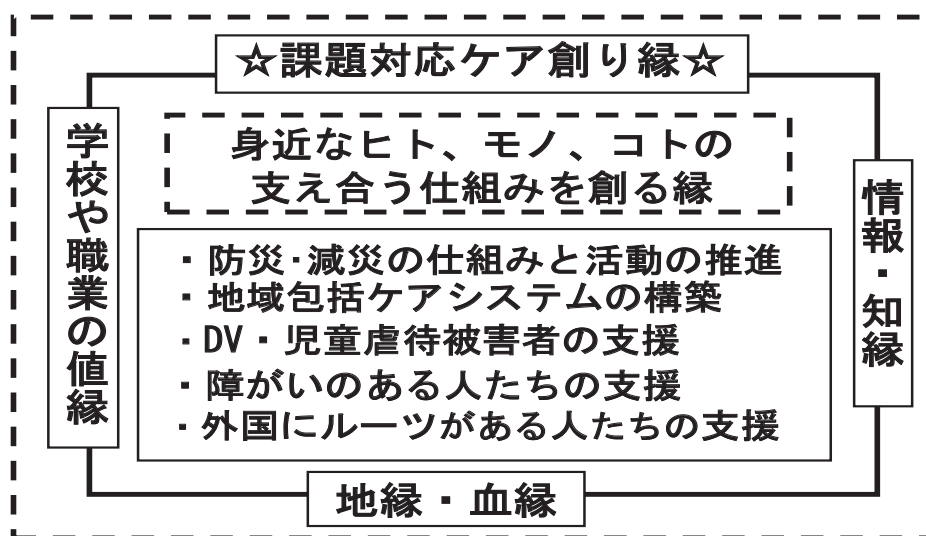 ☆課題対応ケア創り縁☆
学校や職業の値縁
身近なヒト、モノ、コトの
支え合う仕組みを創る縁
・防災・減災の仕組みと活動の推進
・地域包括ケアシステムの構築
・DV・児童虐待被害者の支援
・障がいのある人たちの支援
・外国にルーツがある人たちの支援
情報・知縁
地縁・血縁